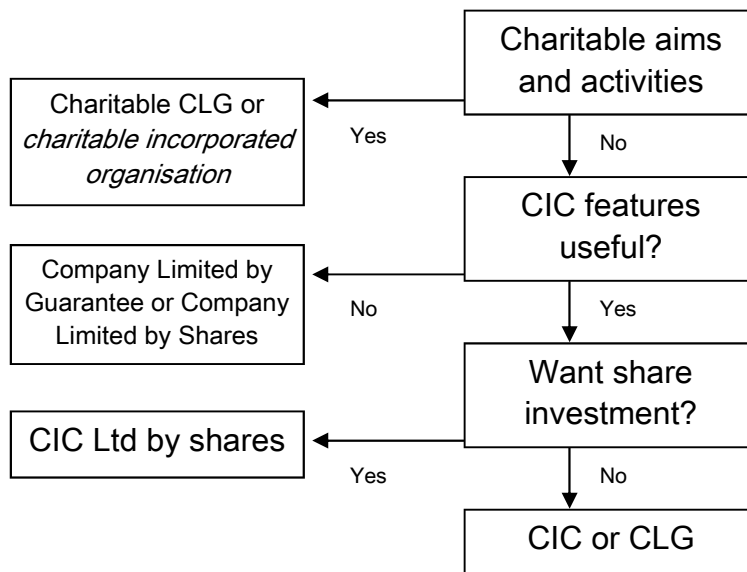 Charitable aims
and activities
Charitable CLG or
charitable incorporated
organisation
Yes
No
CIC features
useful?
Company Limited by
Guarantee or Company
Limited by Shares
No
Yes
Want share
investment?
CIC Ltd by shares
Yes
No
CIC or CLG